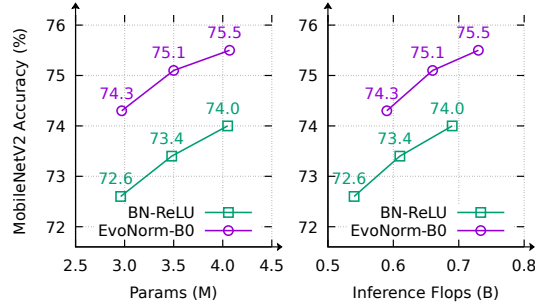 MobileNetV2 Accuracy (%)
76
75
74
73
72
75.5
75.1
74.3
74.0
73.4
72.6
BN-ReLU
EvoNorm-B0
2.5 3.0 3.5 4.0 4.5
Params (M)
76
75
74
73
72
75.5
75.1
74.3
74.0
73.4
72.6
BN-ReLU
EvoNorm-B0
0.5 0.6 0.7 0.8
Inference Flops (B)